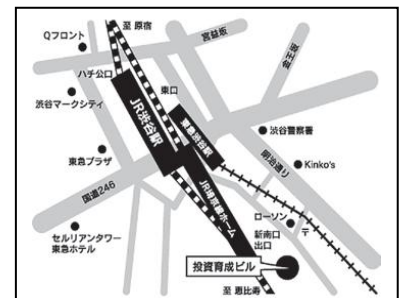 至 原宿
Qフロント
宮益坂
金王坂
ハチ公口
東口
渋谷マークシティ
JR渋谷駅
東急渋谷駅
渋谷警察署
東急プラザ
明治通り
Kinko's
国道246
JR埼京線ホーム
ローソン
〒
新南口
出口
セルリアンタワー
東急ホテル
投資育成ビル
至 恵比寿